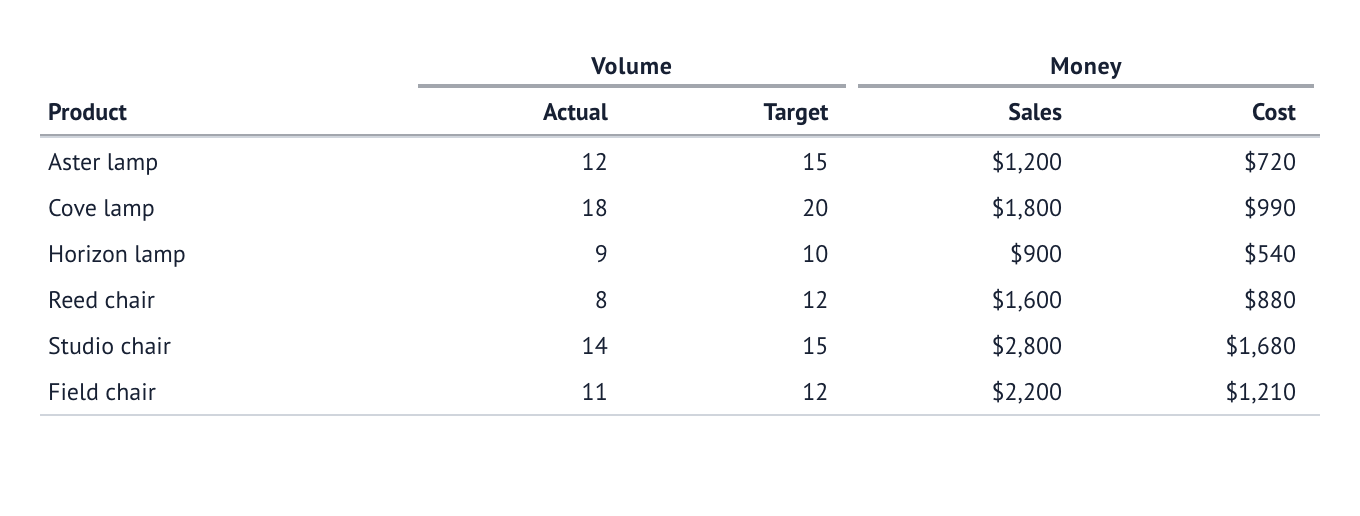 Volume Money
Product Actual Target Sales Cost
Aster lamp 12 15 $1,200 $720
Cove lamp 18 20 $1,800 $990
Horizon lamp 9 10 $900 $540
Reed chair 8 12 $1,600 $880
Studio chair 14 15 $2,800 $1,680
Field chair 11 12 $2,200 $1,210